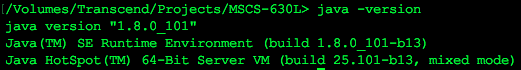 [/Volumes/Transcend/Projects/MSCS-630L> java -version
java version "1.8.0_101"
Java(TM) SE Runtime Environment (build 1.8.0_101-b13)
Java HotSpot(TM) 64-Bit Server VM (build 25.101-b13, mixed mode)